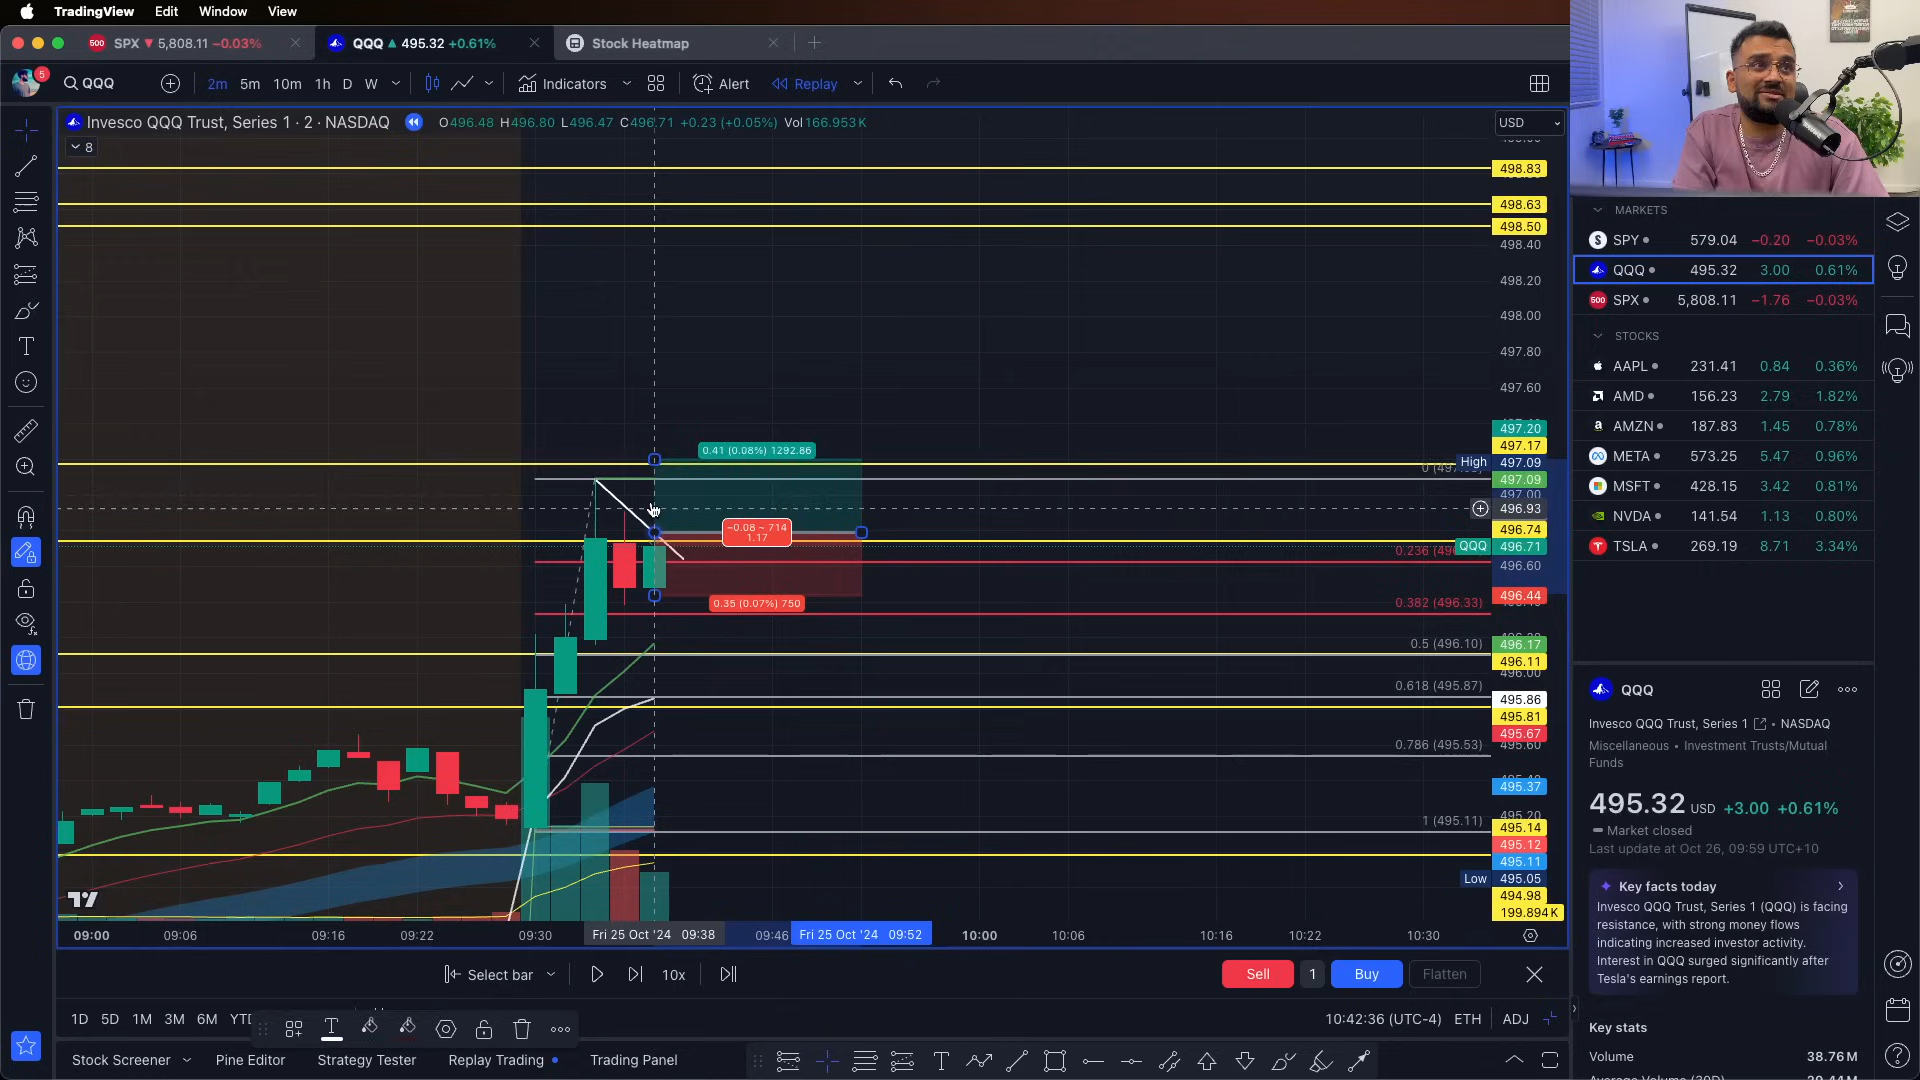 TradingView Edit Window View
SPX 5,808.11 −0.03%
QQQ 495.32 +0.61%
Stock Heatmap
5
QQQ
2m 5m 10m 1h D W
Indicators
Alert
Replay
Invesco QQQ Trust, Series 1 · 2 · NASDAQ
O496.48 H496.80 L496.47 C496.71 +0.23 (+0.05%) Vol166.953K
8
USD
498.83
498.63
498.50
498.40
498.20
498.00
497.80
497.60
497.20
497.17
High 497.09
497.09
497.00
496.93
496.74
QQQ 496.71
496.60
496.44
496.17
496.11
496.00
495.86
495.81
495.67
495.60
495.37
495.20
495.14
495.12
495.11
Low 495.05
494.98
199.894K
0.41 (0.08%) 1292.86
−0.08 ~ 714
1.17
0.35 (0.07%) 750
0.382 (496.33)
0.5 (496.10)
0.618 (495.87)
0.786 (495.53)
1 (495.11)
09:00 09:06 09:16 09:22 09:30 Fri 25 Oct '24 09:38 09:46 Fri 25 Oct '24 09:52 10:00 10:06 10:16 10:22 10:30
Select bar
10x
Sell 1 Buy Flatten
1D 5D 1M 3M 6M YTD
10:42:36 (UTC-4) ETH ADJ
Stock Screener Pine Editor Strategy Tester Replay Trading Trading Panel
MARKETS
SPY 579.04 −0.20 −0.03%
QQQ 495.32 3.00 0.61%
SPX 5,808.11 −1.76 −0.03%
STOCKS
AAPL 231.41 0.84 0.36%
AMD 156.23 2.79 1.82%
AMZN 187.83 1.45 0.78%
META 573.25 5.47 0.96%
MSFT 428.15 3.42 0.81%
NVDA 141.54 1.13 0.80%
TSLA 269.19 8.71 3.34%
QQQ
Invesco QQQ Trust, Series 1 • NASDAQ
Miscellaneous • Investment Trusts/Mutual
Funds
495.32 USD +3.00 +0.61%
Market closed
Last update at Oct 26, 09:59 UTC+10
Key facts today
Invesco QQQ Trust, Series 1 (QQQ) is facing
resistance, with strong money flows
indicating increased investor activity.
Interest in QQQ surged significantly after
Tesla's earnings report.
Key stats
Volume 38.76M